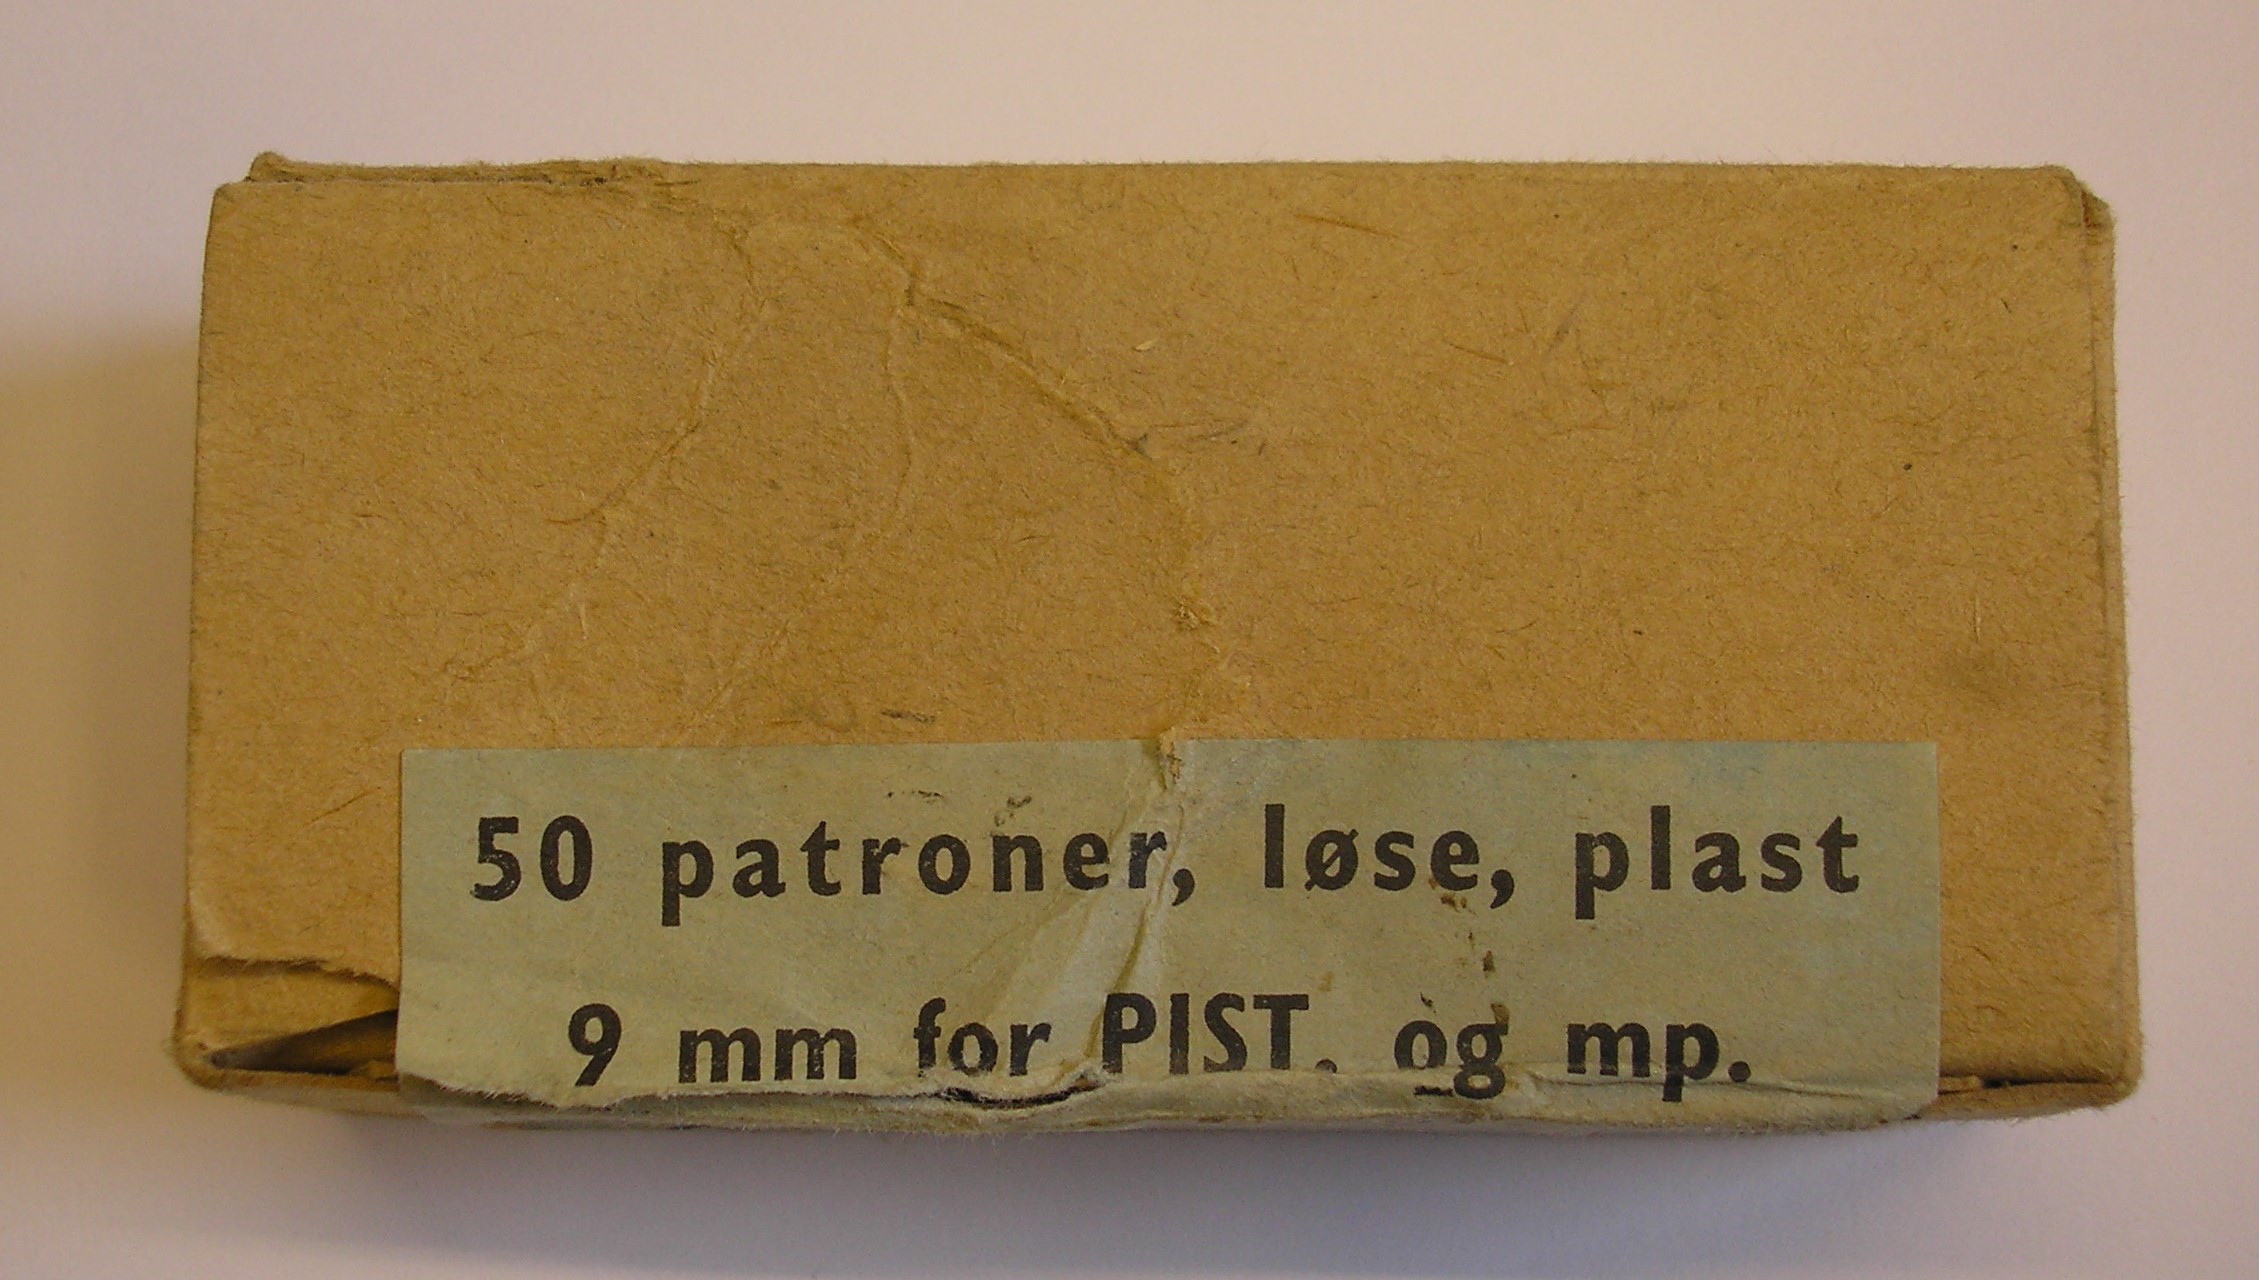 50 patroner, løse, plast
9 mm for PIST. og mp.